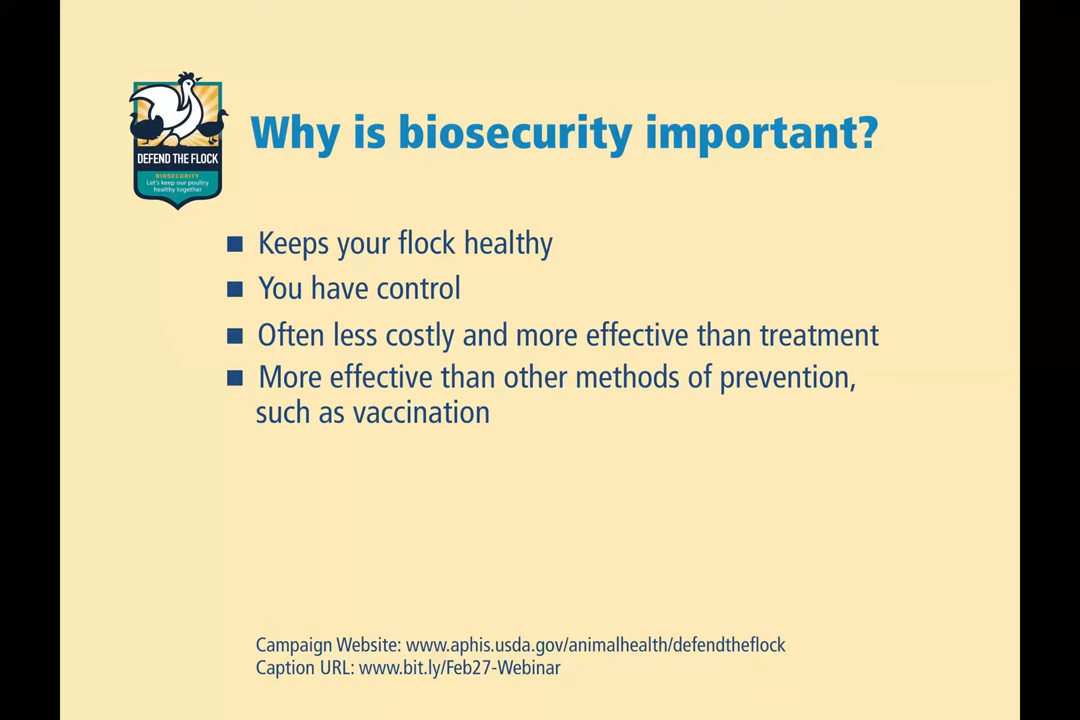 DEFEND THE FLOCK
BIOSECURITY
Let's keep our poultry
healthy together
Why is biosecurity important?
■ Keeps your flock healthy
■ You have control
■ Often less costly and more effective than treatment
■ More effective than other methods of prevention,
such as vaccination
Campaign Website: www.aphis.usda.gov/animalhealth/defendtheflock
Caption URL: www.bit.ly/Feb27-Webinar